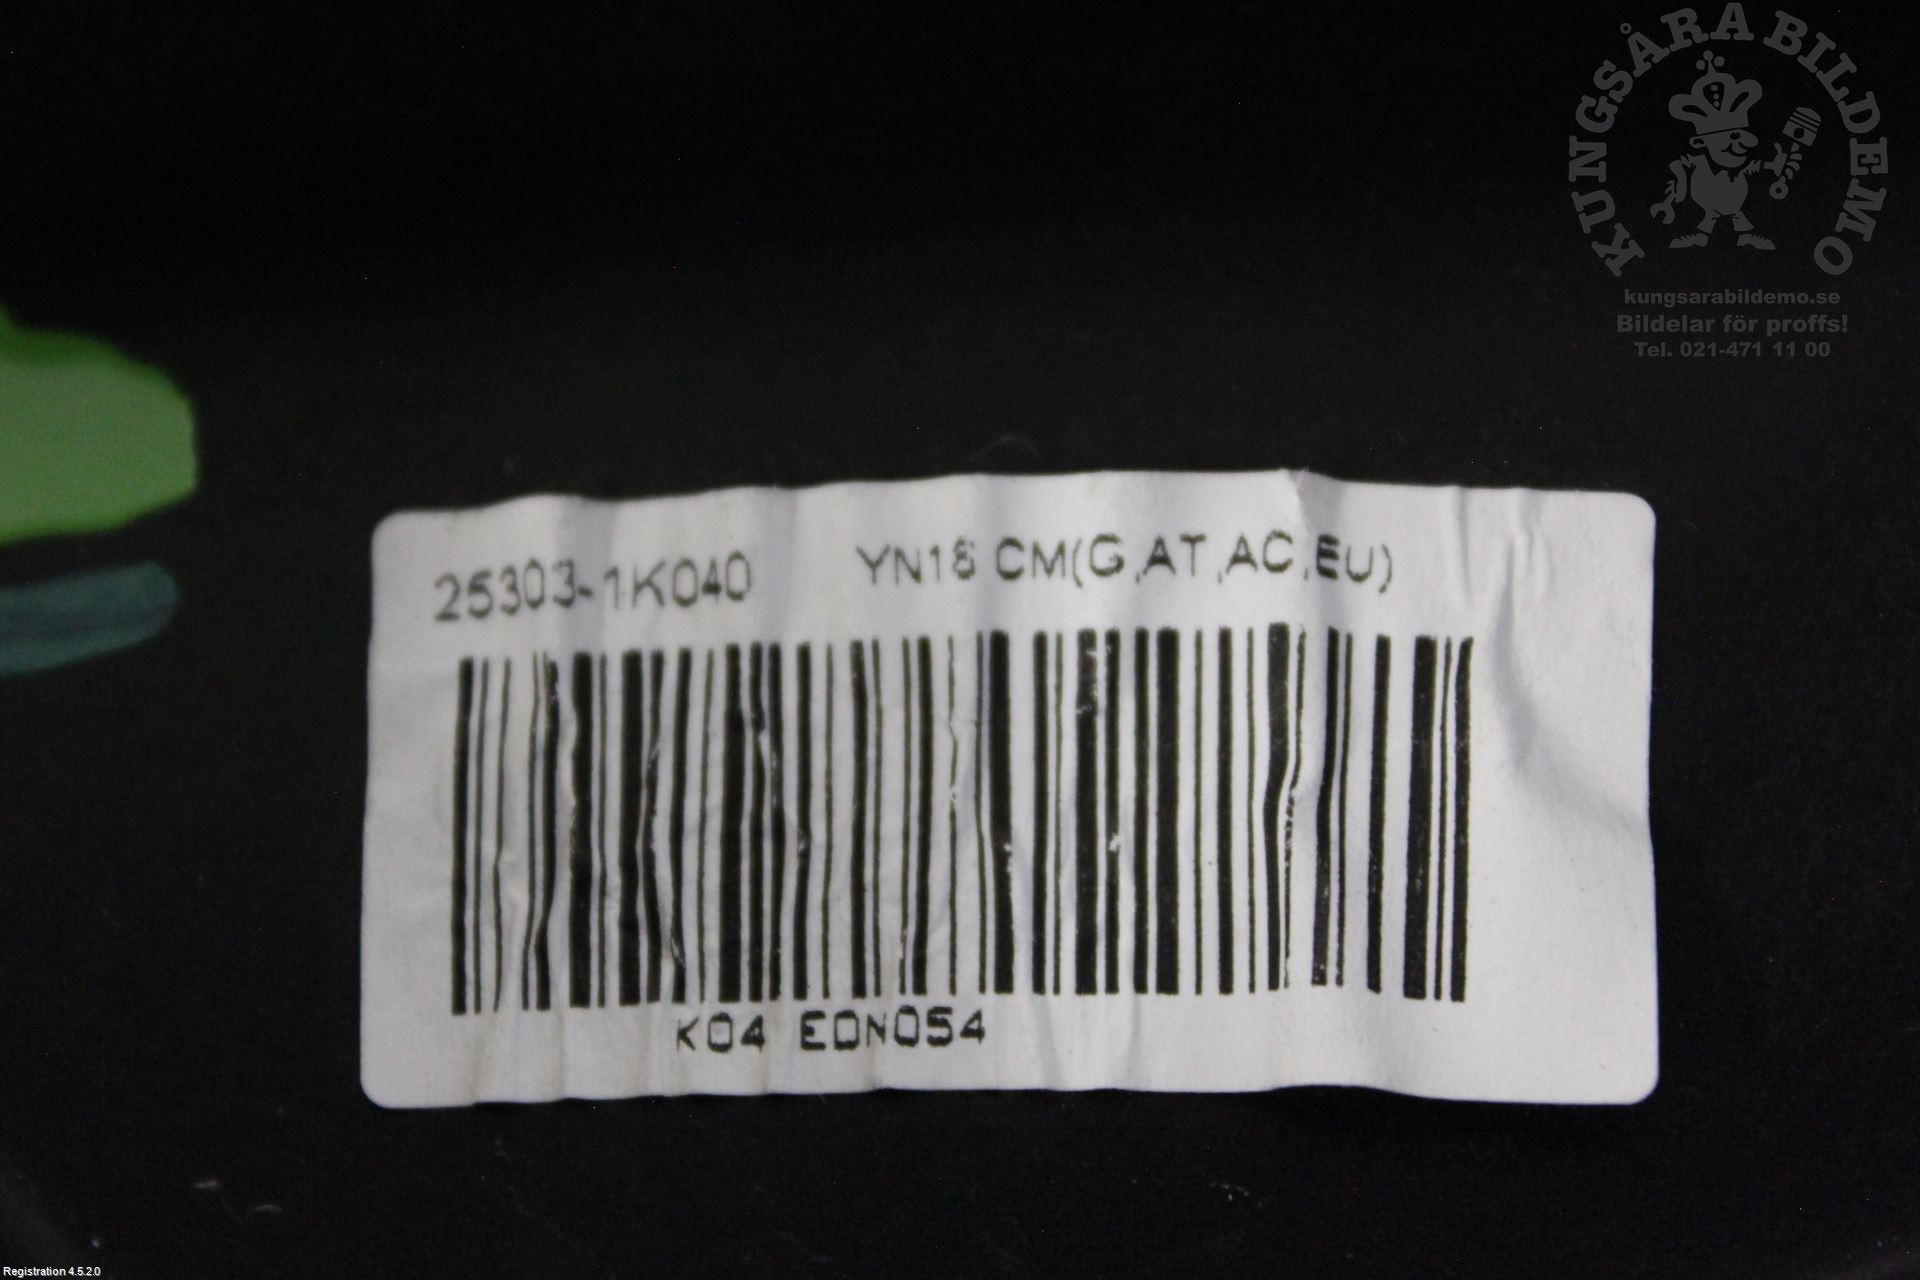 KUNGSÅRA BILDEMO
kungsarabildemo.se
Bildelar för proffs!
Tel. 021-471 11 00
25303-1K040 YN18 CM(G,AT,AC,EU)
K04 EDN054
Registration 4.5.2.0